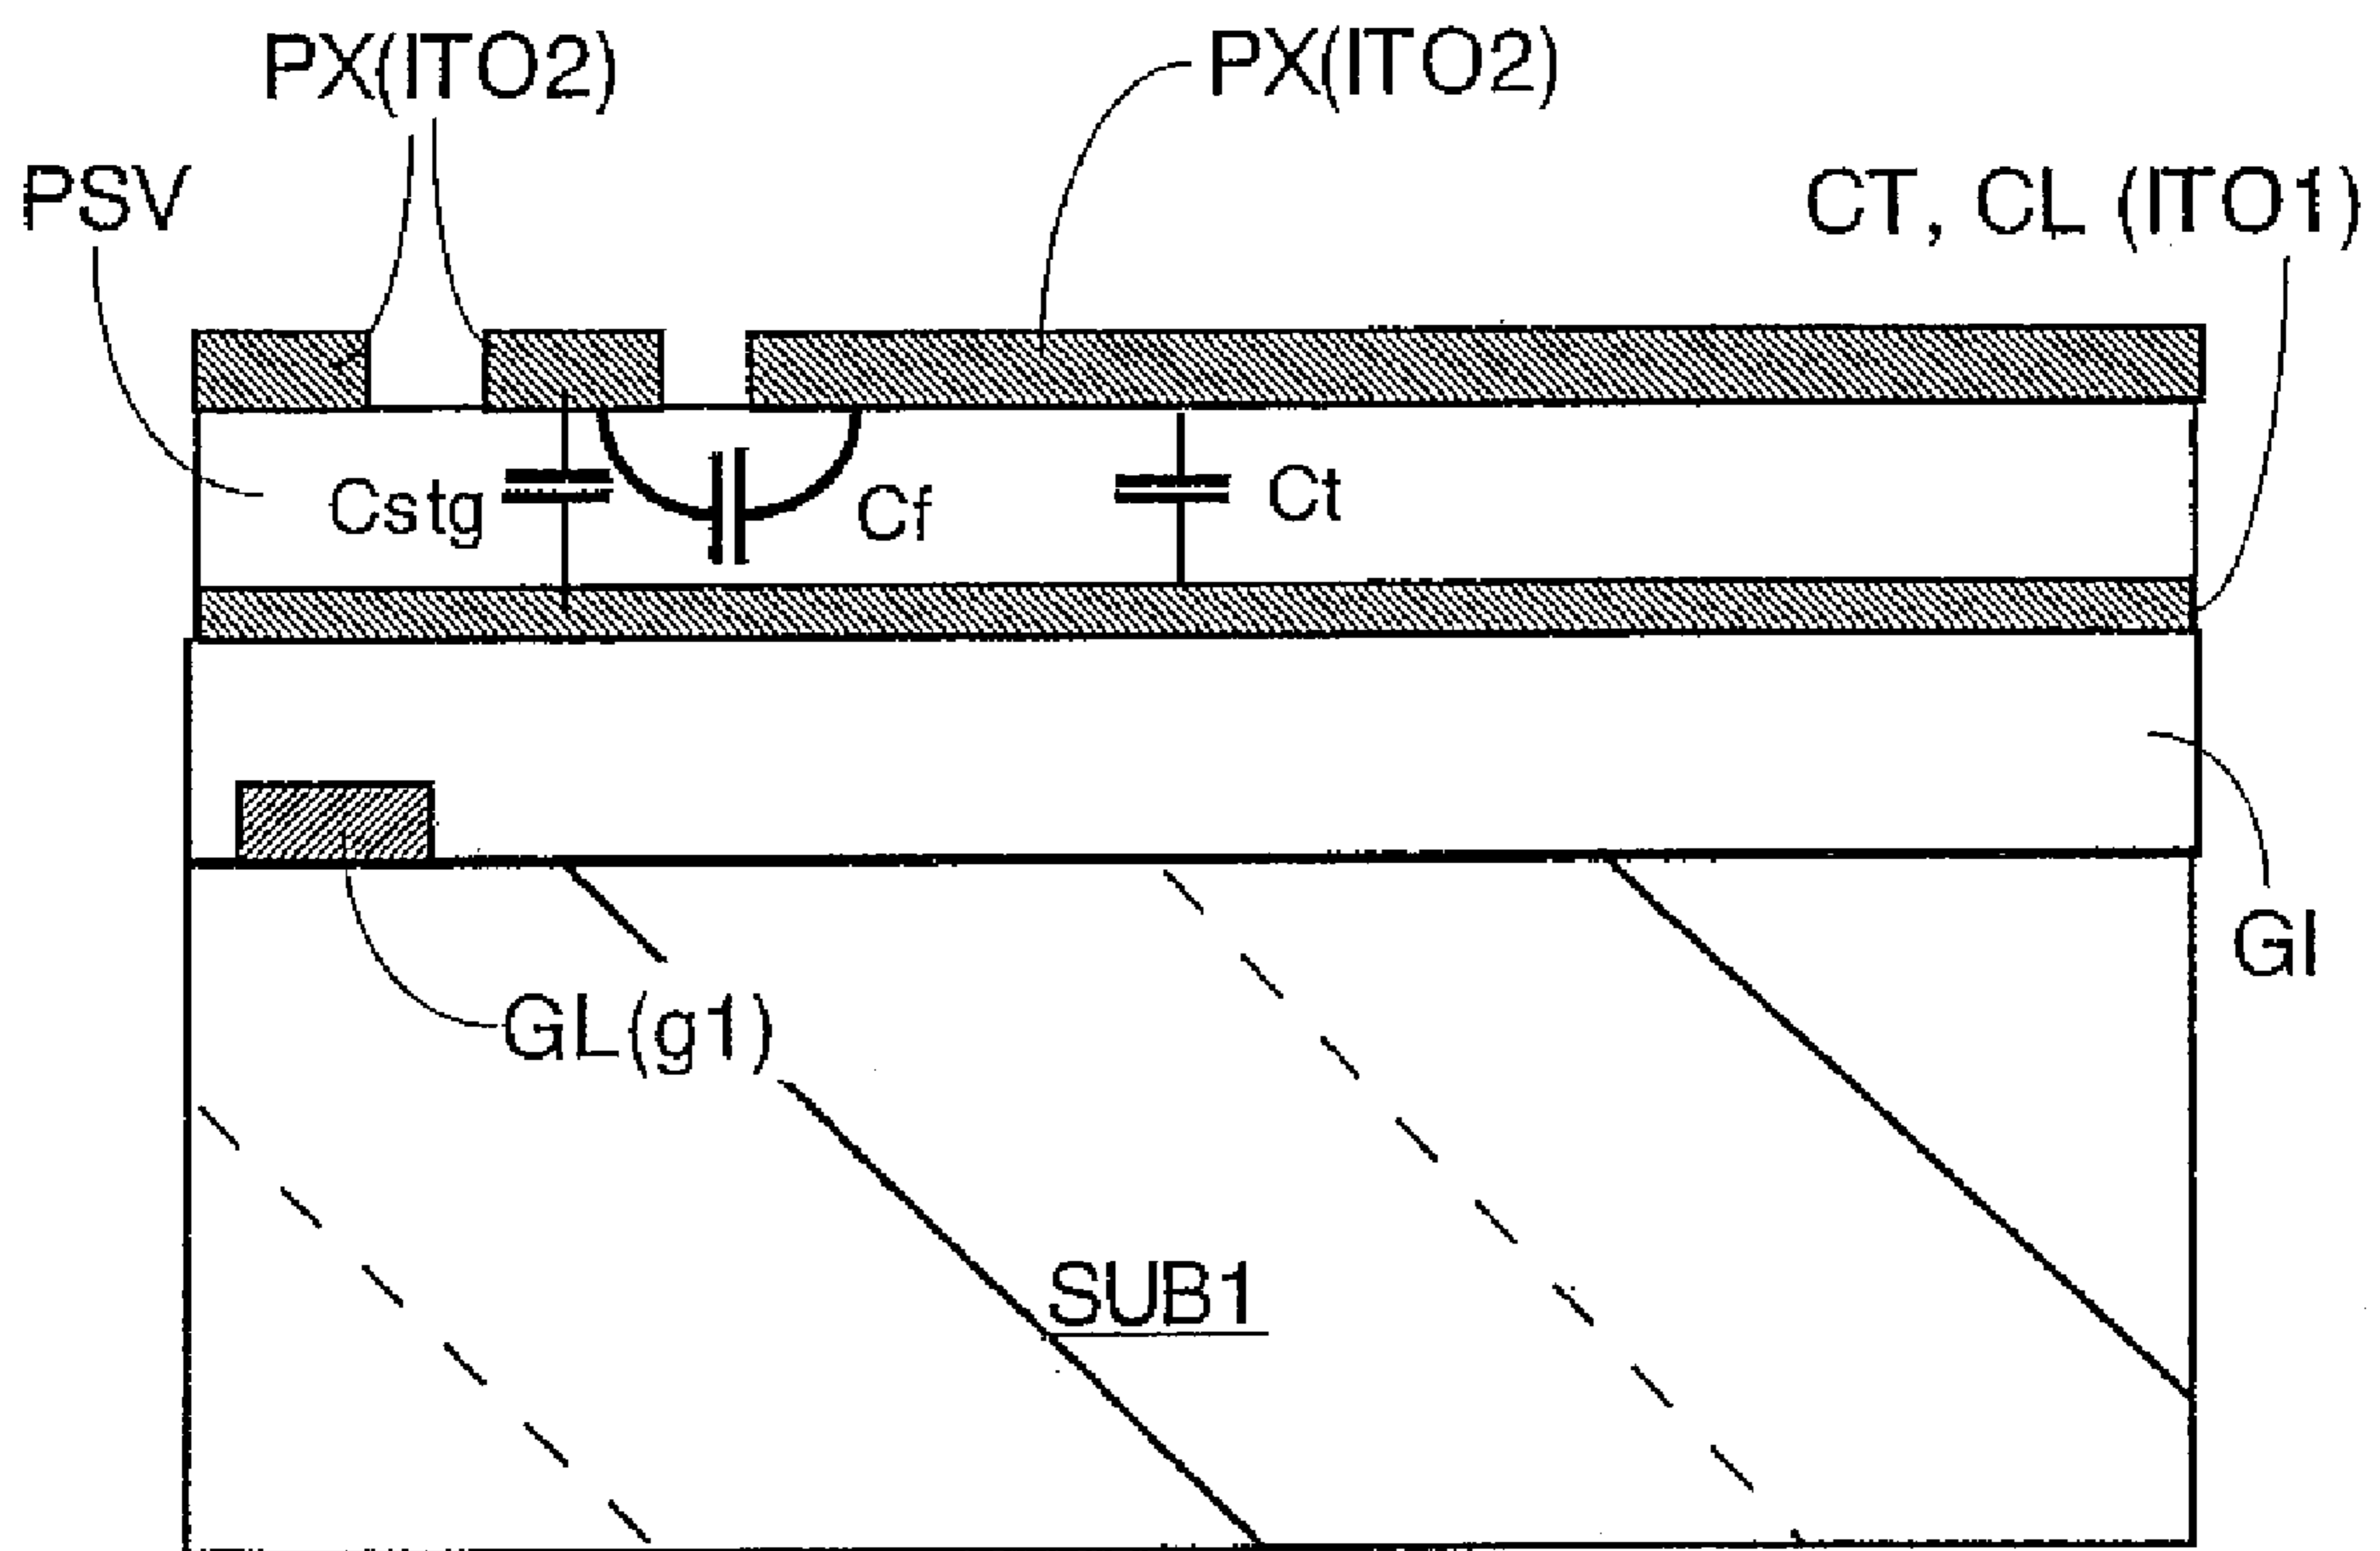 PX(ITO2)
PX(ITO2)
PSV
CT, CL (ITO1)
Cstg
Cf
Ct
GI
GL(g1)
SUB1